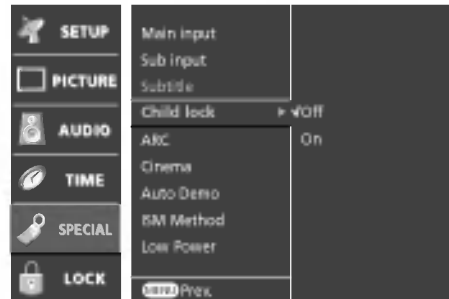 SETUP
PICTURE
AUDIO
TIME
SPECIAL
LOCK
Main input
Sub input
Subtitle
Child lock ▶ ✓Off
ARC On
Cinema
Auto Demo
ISM Method
Low Power
MENU Prev.